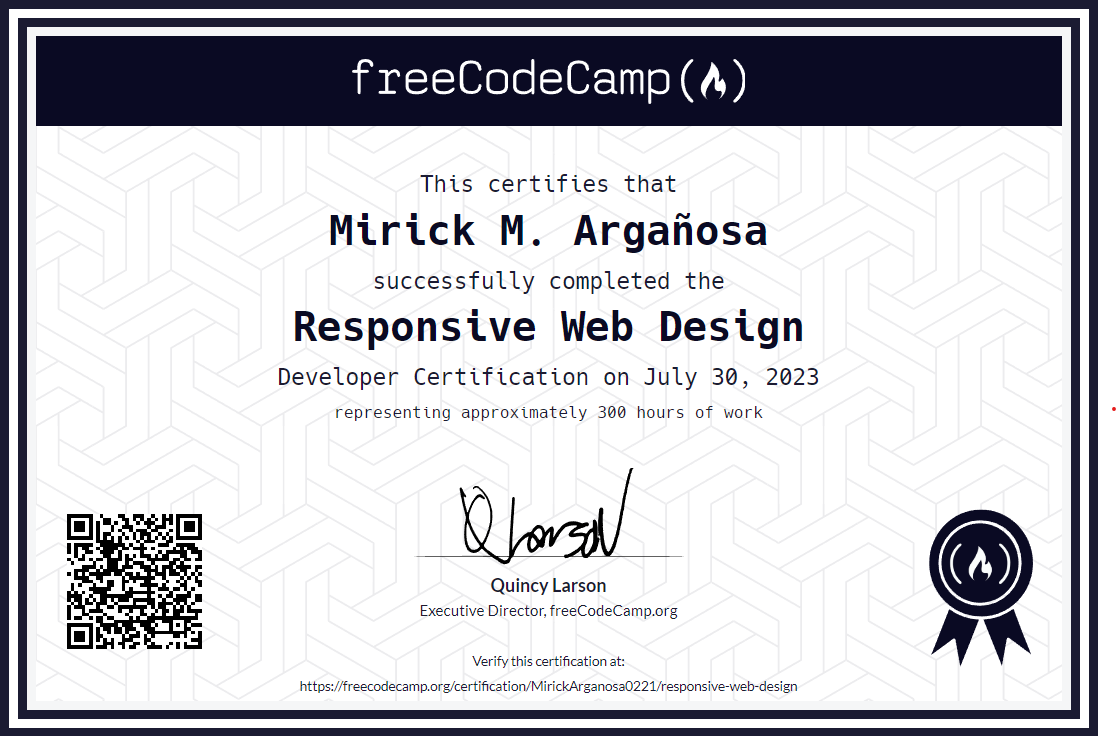 freeCodeCamp
This certifies that
Mirick M. Argañosa
successfully completed the
Responsive Web Design
Developer Certification on July 30, 2023
representing approximately 300 hours of work
Q Larson
Quincy Larson
Executive Director, freeCodeCamp.org
Verify this certification at:
https://freecodecamp.org/certification/MirickArganosa0221/responsive-web-design